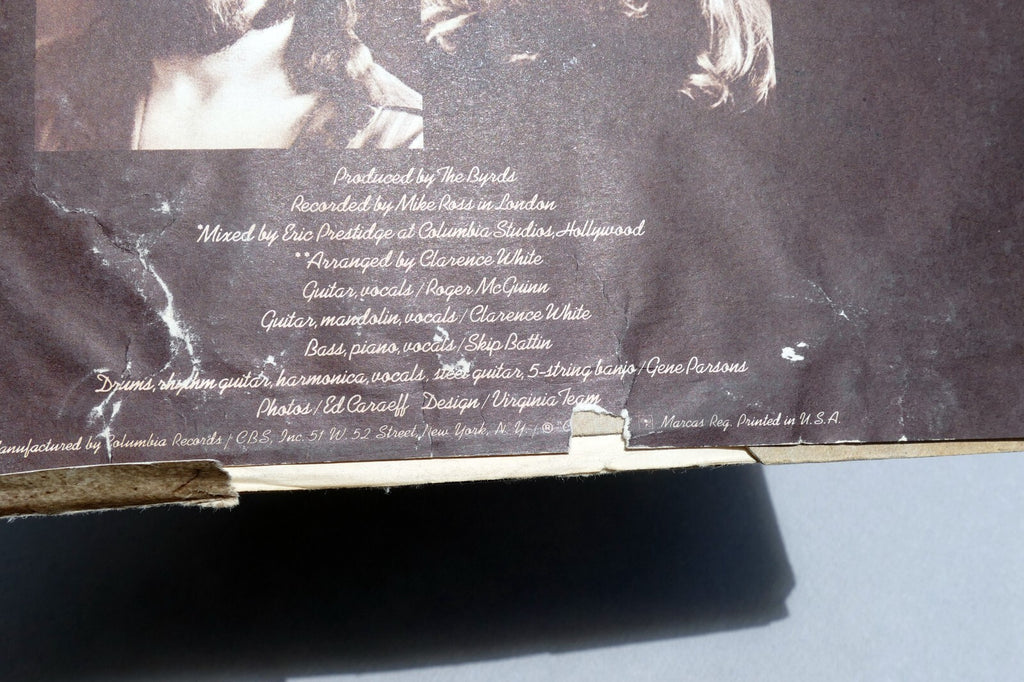 Produced by The Byrds
Recorded by Mike Ross in London
*Mixed by Eric Prestidge at Columbia Studios, Hollywood
**Arranged by Clarence White
Guitar, vocals / Roger McGuinn
Guitar, mandolin, vocals / Clarence White
Bass, piano, vocals / Skip Battin
Drums, rhythm guitar, harmonica, vocals, steel guitar, 5-string banjo / Gene Parsons
Photos / Ed Caraeff Design / Virginia Team
anufactured by Columbia Records / CBS, Inc. 51 W. 52 Street, ew York, N.Y. / ® "C Marcas Reg. Printed in U.S.A.